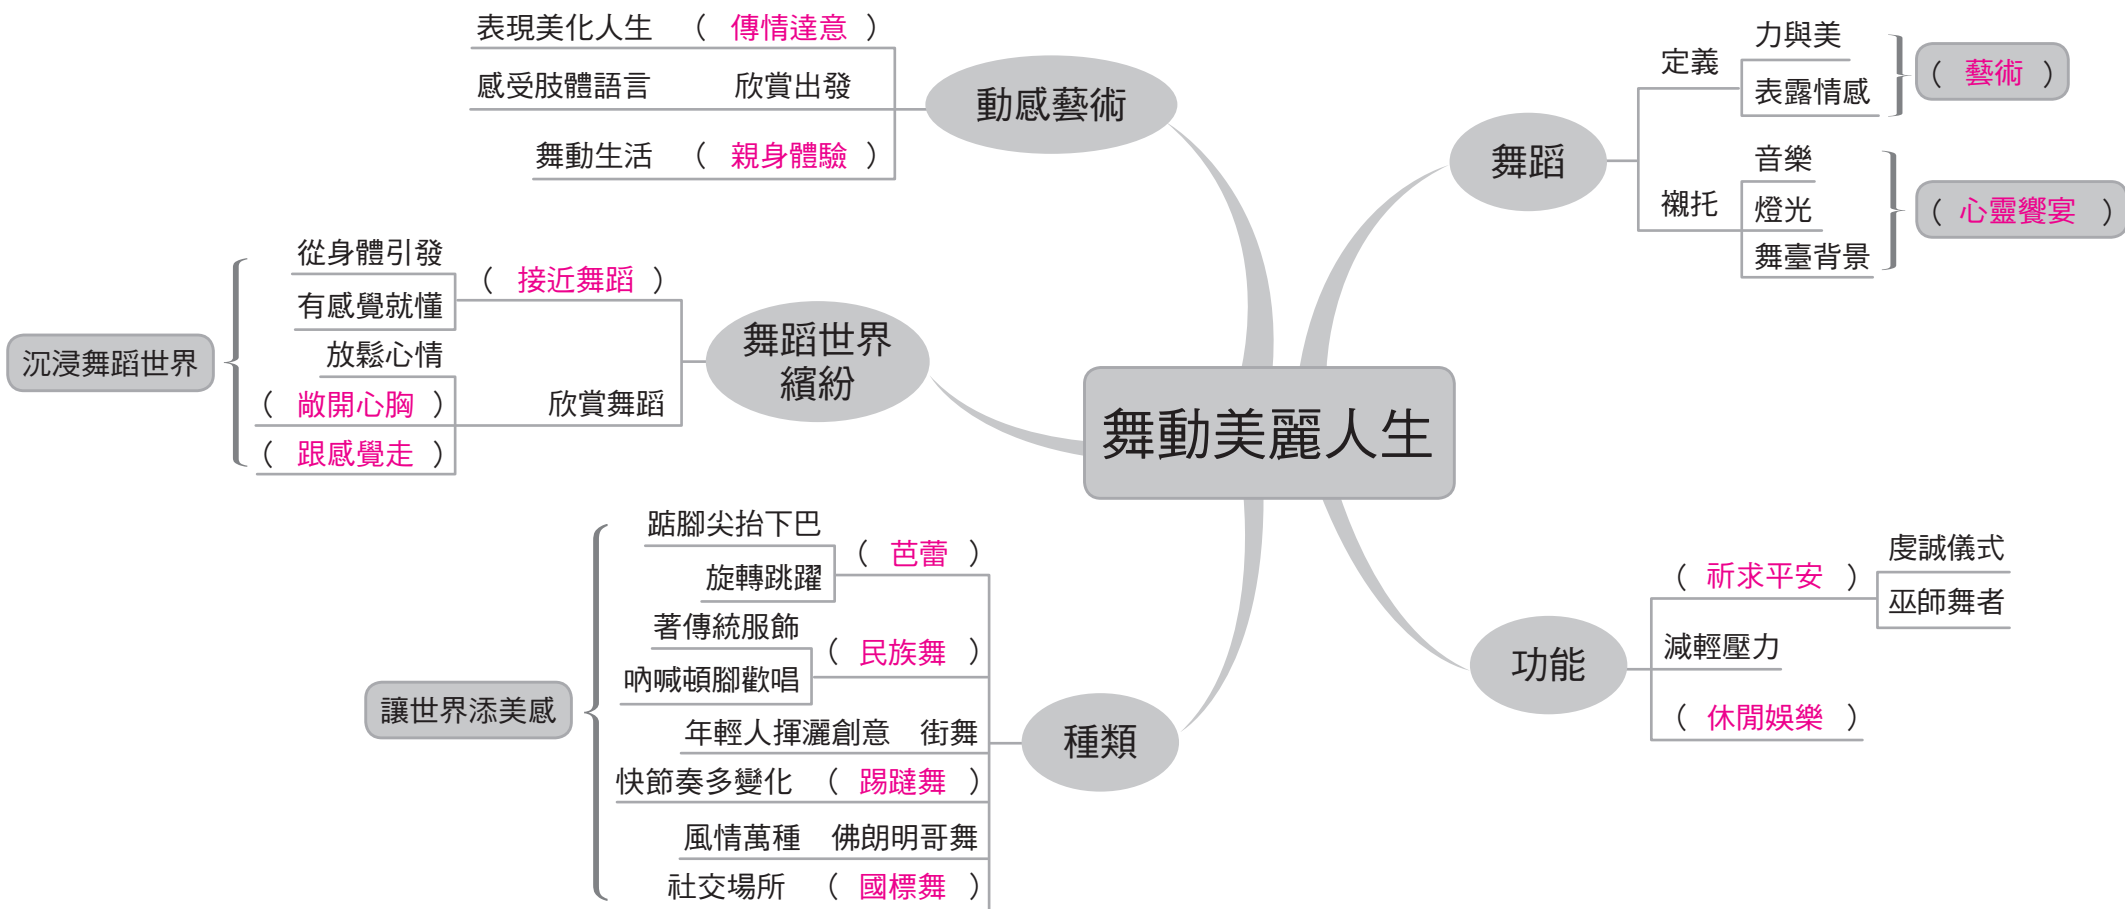 舞動美麗人生
舞蹈
定義
力與美
表露情感
（ 藝術 ）
襯托
音樂
燈光
舞臺背景
（ 心靈饗宴 ）
功能
（ 祈求平安 ）
虔誠儀式
巫師舞者
減輕壓力
（ 休閒娛樂 ）
種類
（ 芭蕾 ）
踮腳尖抬下巴
旋轉跳躍
（ 民族舞 ）
著傳統服飾
吶喊頓腳歡唱
年輕人揮灑創意 街舞
快節奏多變化 （ 踢躂舞 ）
風情萬種 佛朗明哥舞
社交場所 （ 國標舞 ）
讓世界添美感
舞蹈世界
繽紛
（ 接近舞蹈 ）
從身體引發
有感覺就懂
欣賞舞蹈
放鬆心情
（ 敞開心胸 ）
（ 跟感覺走 ）
沉浸舞蹈世界
動感藝術
表現美化人生 （ 傳情達意 ）
感受肢體語言 欣賞出發
舞動生活 （ 親身體驗 ）